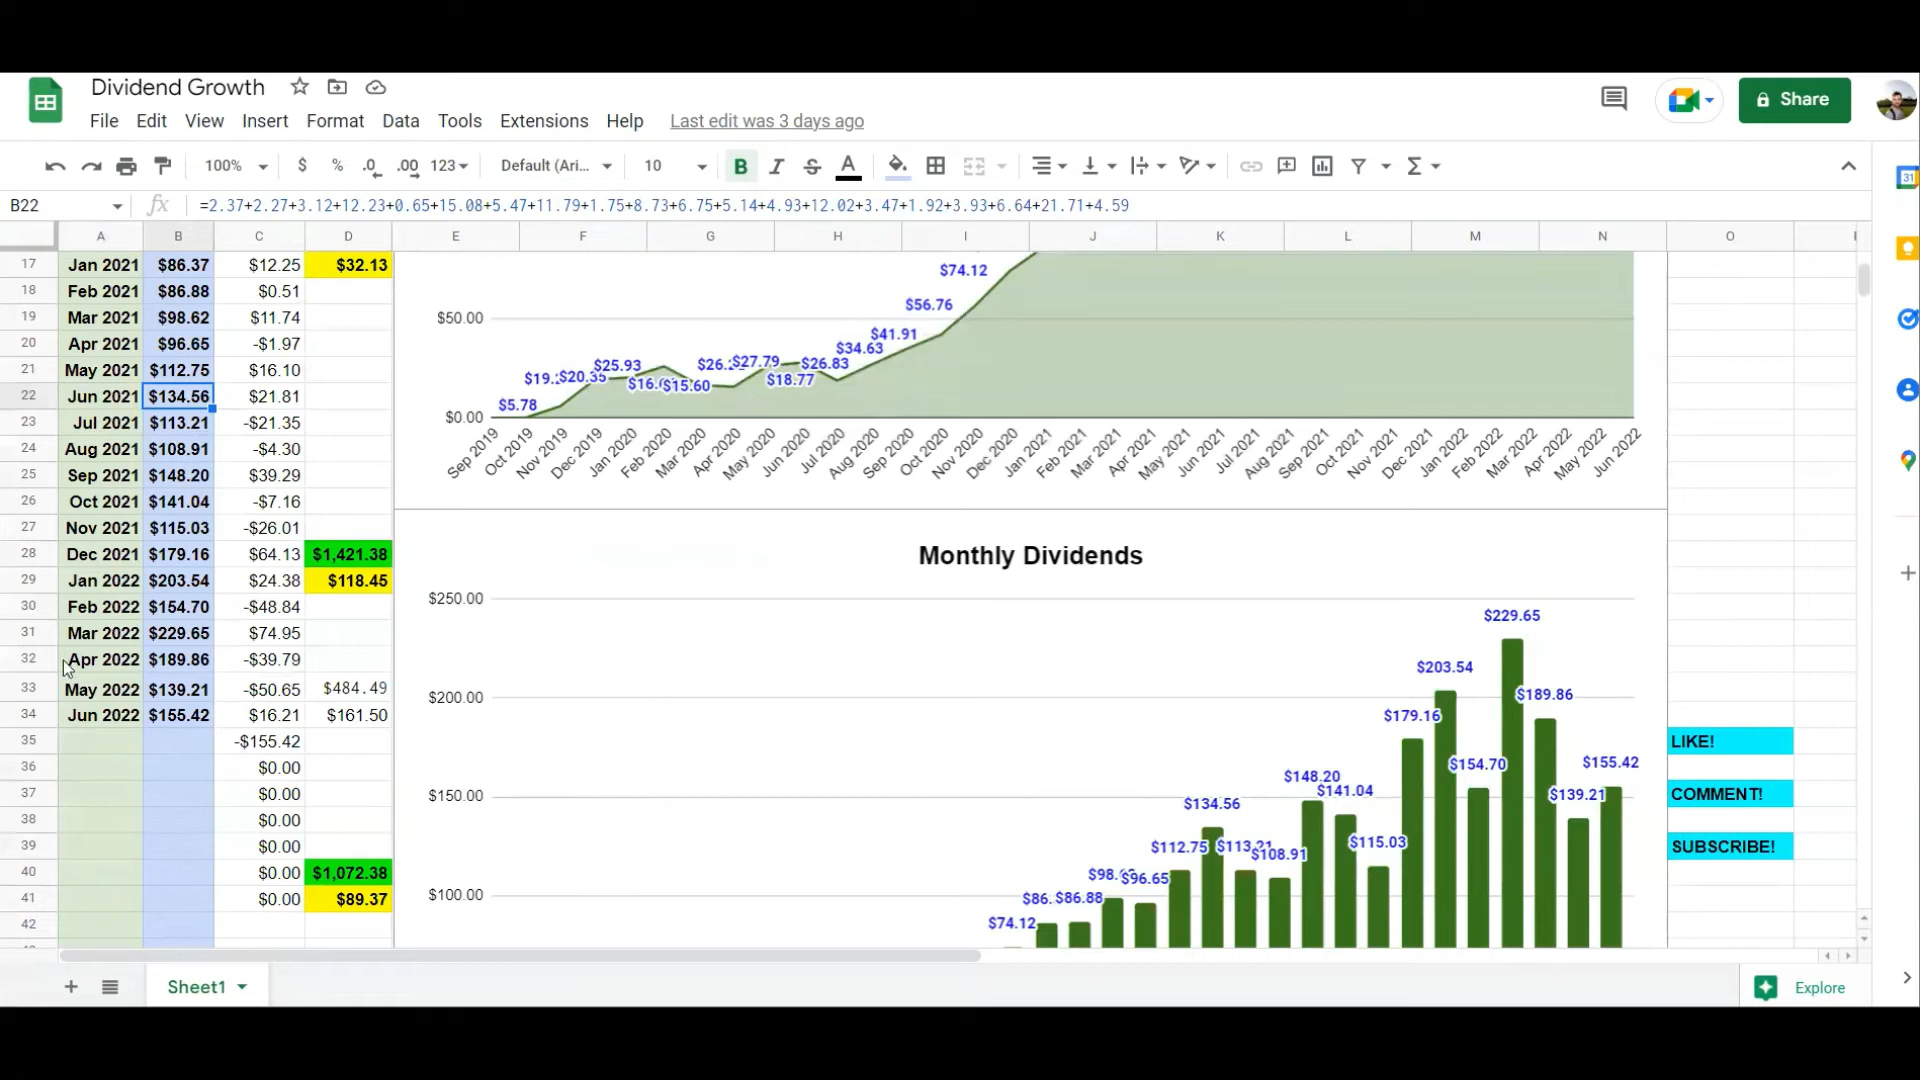 Dividend Growth
File Edit View Insert Format Data Tools Extensions Help Last edit was 3 days ago
Share
100% $ % .0 .00 123 Default (Ari... 10 B I S A
B22 fx =2.37+2.27+3.12+12.23+0.65+15.08+5.47+11.79+1.75+8.73+6.75+5.14+4.93+12.02+3.47+1.92+3.93+6.64+21.71+4.59
31
A B C D E F G H I J K L M N O
17 Jan 2021 $86.37 $12.25 $32.13
18 Feb 2021 $86.88 $0.51
19 Mar 2021 $98.62 $11.74
20 Apr 2021 $96.65 -$1.97
21 May 2021 $112.75 $16.10
22 Jun 2021 $134.56 $21.81
23 Jul 2021 $113.21 -$21.35
24 Aug 2021 $108.91 -$4.30
25 Sep 2021 $148.20 $39.29
26 Oct 2021 $141.04 -$7.16
27 Nov 2021 $115.03 -$26.01
28 Dec 2021 $179.16 $64.13 $1,421.38
29 Jan 2022 $203.54 $24.38 $118.45
30 Feb 2022 $154.70 -$48.84
31 Mar 2022 $229.65 $74.95
32 Apr 2022 $189.86 -$39.79
33 May 2022 $139.21 -$50.65 $484.49
34 Jun 2022 $155.42 $16.21 $161.50
35 -$155.42
36 $0.00
37 $0.00
38 $0.00
39 $0.00
40 $0.00 $1,072.38
41 $0.00 $89.37
42
$74.12
$50.00 $56.76
$41.91
$34.63
$25.93 $27.79 $26.83
$20.35 $15.60 $18.77
$5.78
$0.00
Sep 2019 Oct 2019 Nov 2019 Dec 2019 Jan 2020 Feb 2020 Mar 2020 Apr 2020 May 2020 Jun 2020 Jul 2020 Aug 2020 Sep 2020 Oct 2020 Nov 2020 Dec 2020 Jan 2021 Feb 2021 Mar 2021 Apr 2021 May 2021 Jun 2021 Jul 2021 Aug 2021 Sep 2021 Oct 2021 Nov 2021 Dec 2021 Jan 2022 Feb 2022 Mar 2022 Apr 2022 May 2022 Jun 2022
Monthly Dividends
$250.00
$229.65
$203.54
$200.00 $189.86
$179.16
$154.70 $155.42
$150.00 $148.20 $141.04 $139.21
$134.56
$112.75 $108.91 $115.03
$100.00 $86.88 $96.65
$74.12
LIKE!
COMMENT!
SUBSCRIBE!
Sheet1
Explore